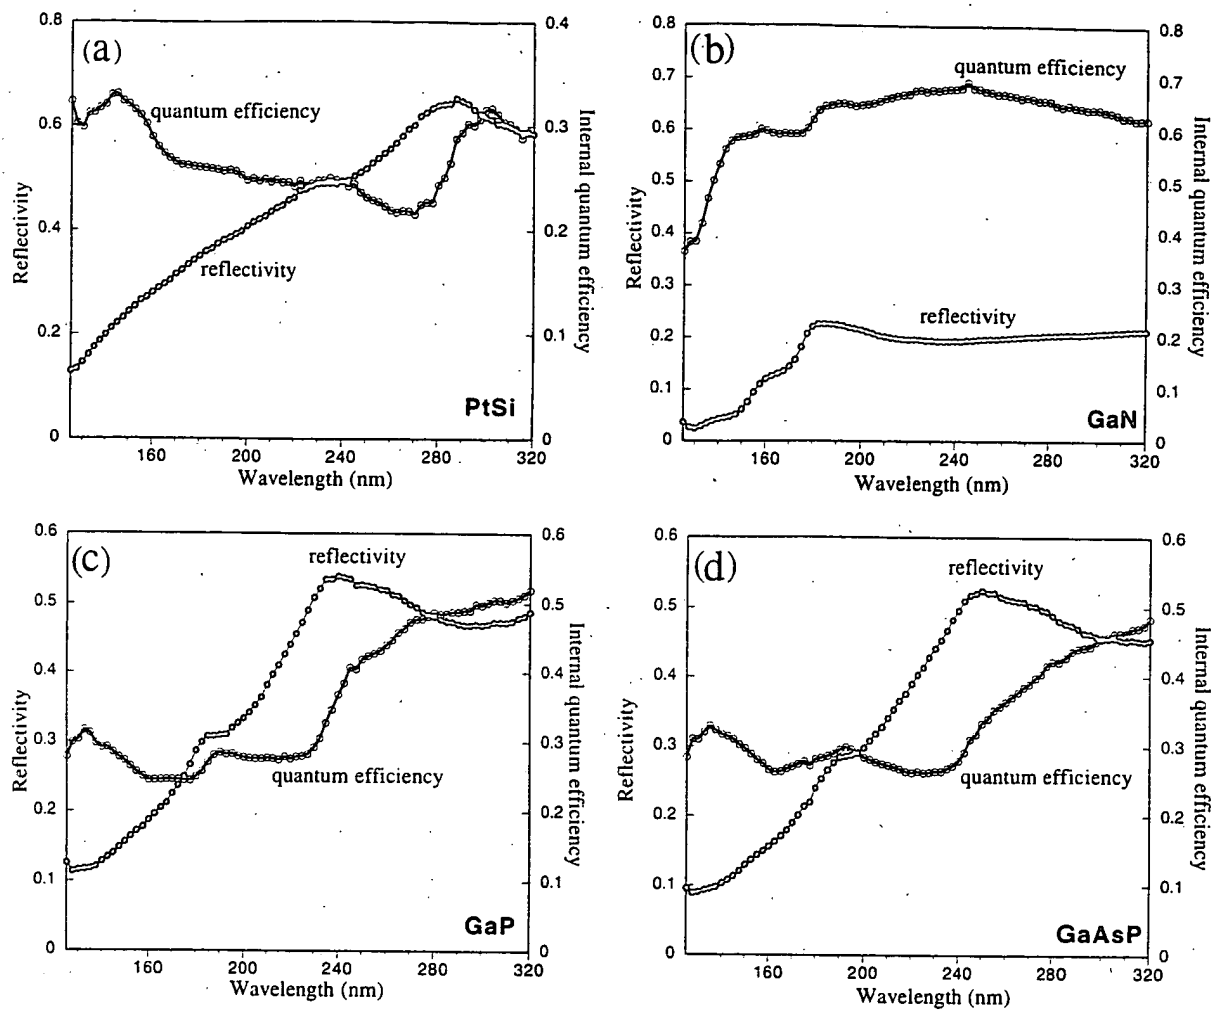 (a)
0.8
0.6
0.4
0.2
0
Reflectivity
quantum efficiency
reflectivity
PtSi
0.4
0.3
0.2
0.1
0
Internal quantum efficiency
160
200
240
280
320
Wavelength (nm)
(b)
0.8
0.7
0.6
0.5
0.4
0.3
0.2
0.1
0
Reflectivity
quantum efficiency
reflectivity
GaN
0.8
0.7
0.6
0.5
0.4
0.3
0.2
0.1
0
Internal quantum efficiency
160
200
240
280
320
Wavelength (nm)
(c)
0.6
0.5
0.4
0.3
0.2
0.1
0
Reflectivity
reflectivity
quantum efficiency
GaP
0.6
0.5
0.4
0.3
0.2
0.1
0
Internal quantum efficiency
160
200
240
280
320
Wavelength (nm)
(d)
0.6
0.5
0.4
0.3
0.2
0.1
0
Reflectivity
reflectivity
quantum efficiency
GaAsP
0.6
0.5
0.4
0.3
0.2
0.1
0
Internal quantum efficiency
160
200
240
280
320
Wavelength (nm)